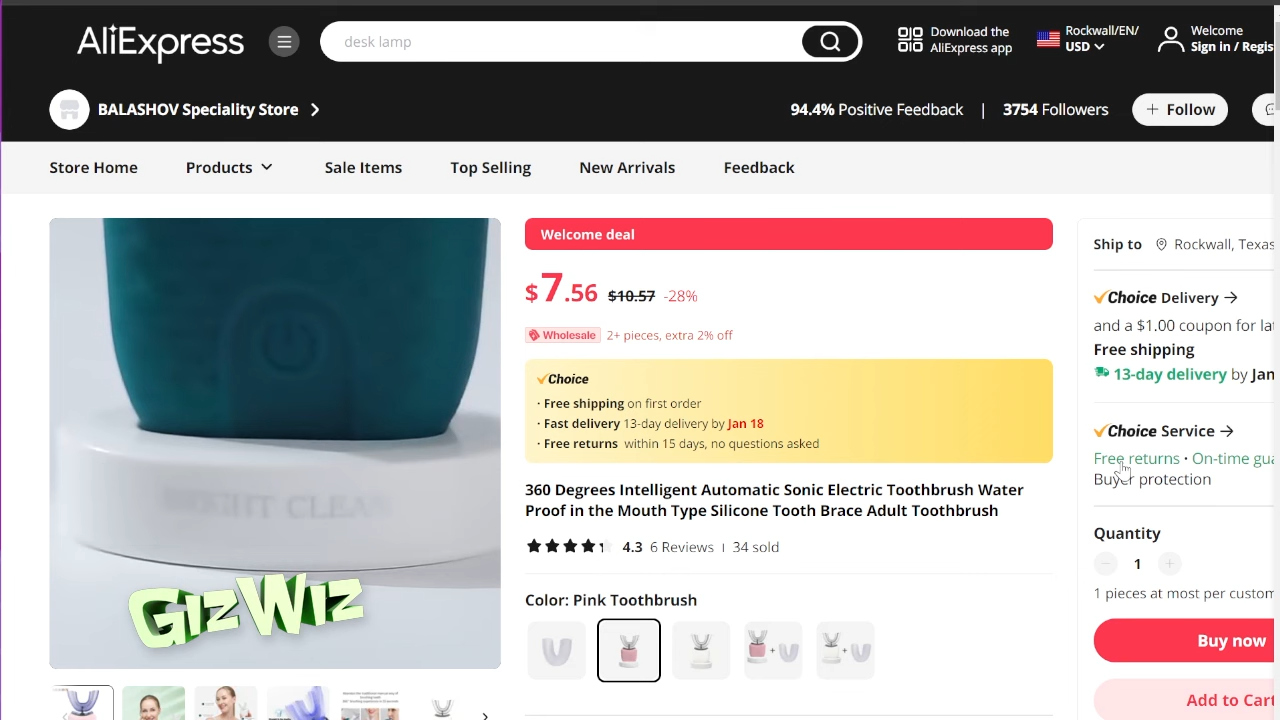 AliExpress
desk lamp
Download the
AliExpress app
Rockwall/EN/
USD
Welcome
Sign in / Regis
BALASHOV Speciality Store
94.4% Positive Feedback | 3754 Followers
+ Follow
Store Home
Products
Sale Items
Top Selling
New Arrivals
Feedback
Welcome deal
$7.56 $10.57 -28%
Wholesale 2+ pieces, extra 2% off
Choice
· Free shipping on first order
· Fast delivery 13-day delivery by Jan 18
· Free returns within 15 days, no questions asked
360 Degrees Intelligent Automatic Sonic Electric Toothbrush Water
Proof in the Mouth Type Silicone Tooth Brace Adult Toothbrush
4.3 6 Reviews | 34 sold
Color: Pink Toothbrush
GizWiz
Ship to Rockwall, Texas
Choice Delivery
and a $1.00 coupon for la
Free shipping
13-day delivery by Jan
Choice Service
Free returns · On-time gua
Buyer protection
Quantity
− 1 +
1 pieces at most per custom
Buy now
Add to Cart